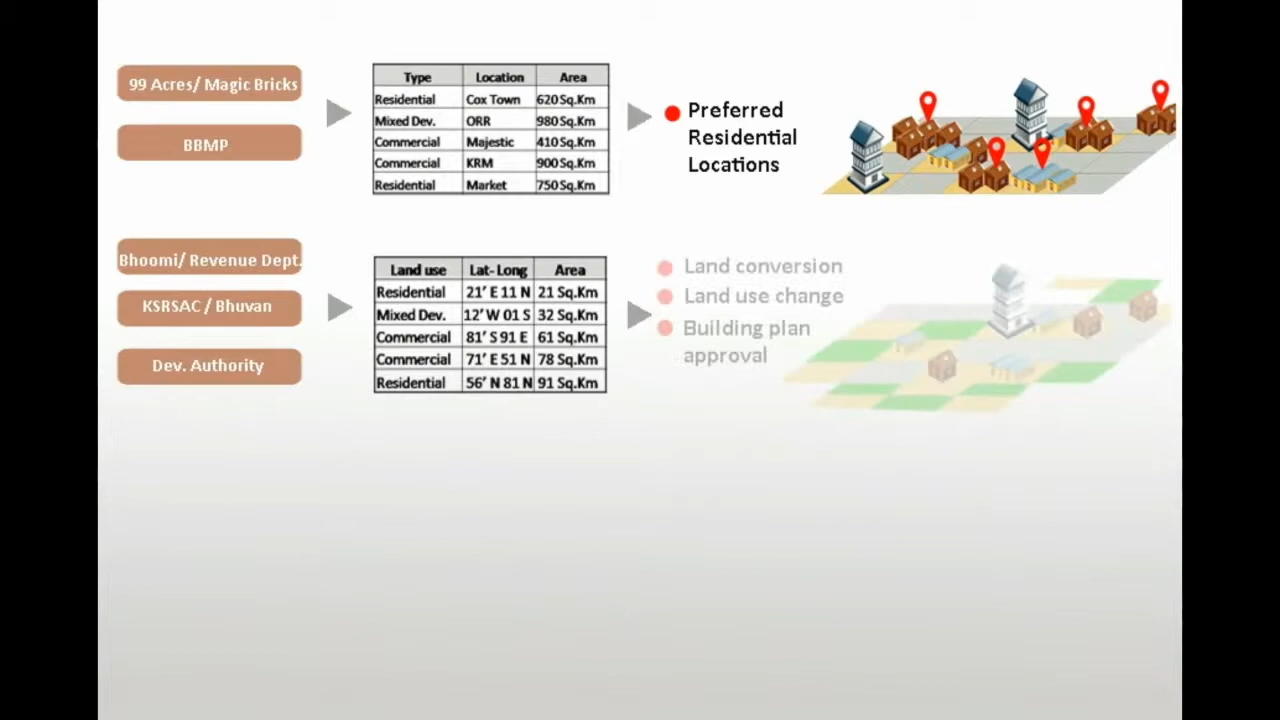 99 Acres/ Magic Bricks
BBMP
Type Location Area
Residential Cox Town 620 Sq.Km
Mixed Dev. ORR 980 Sq.Km
Commercial Majestic 410 Sq.Km
Commercial KRM 900 Sq.Km
Residential Market 750 Sq.Km
Preferred
Residential
Locations
Bhoomi/ Revenue Dept.
KSRSAC / Bhuvan
Dev. Authority
Land use Lat- Long Area
Residential 21′ E 11 N 21 Sq.Km
Mixed Dev. 12′ W 01 S 32 Sq.Km
Commercial 81′ S 91 E 61 Sq.Km
Commercial 71′ E 51 N 78 Sq.Km
Residential 56′ N 81 N 91 Sq.Km
Land conversion
Land use change
Building plan
approval